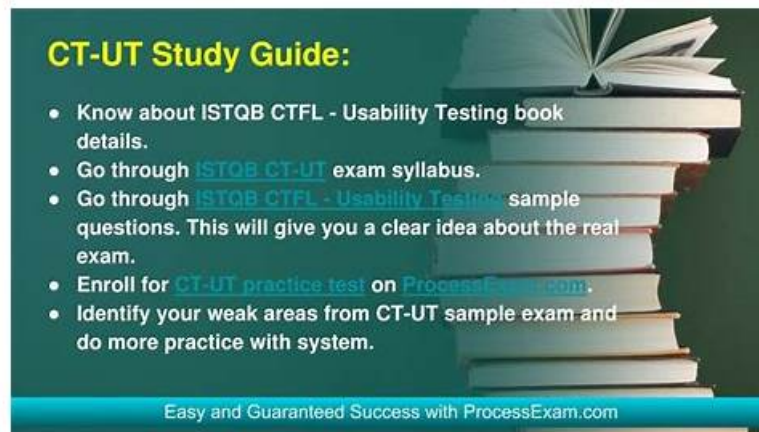 CT-UT Study Guide:
● Know about ISTQB CTFL - Usability Testing book
details.
● Go through ISTQB CT-UT exam syllabus.
● Go through ISTQB CTFL - Usability Testing sample
questions. This will give you a clear idea about the real
exam.
● Enroll for CT-UT practice test on ProcessExam.com.
● Identify your weak areas from CT-UT sample exam and
do more practice with system.
Easy and Guaranteed Success with ProcessExam.com